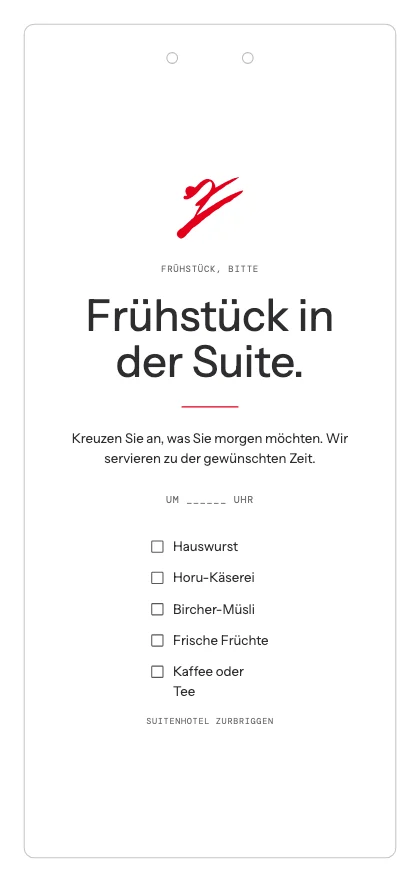 FRÜHSTÜCK, BITTE
Frühstück in
der Suite.
Kreuzen Sie an, was Sie morgen möchten. Wir
servieren zu der gewünschten Zeit.
UM ______ UHR
Hauswurst
Horu-Käserei
Bircher-Müsli
Frische Früchte
Kaffee oder
Tee
SUITENHOTEL ZURBRIGGEN